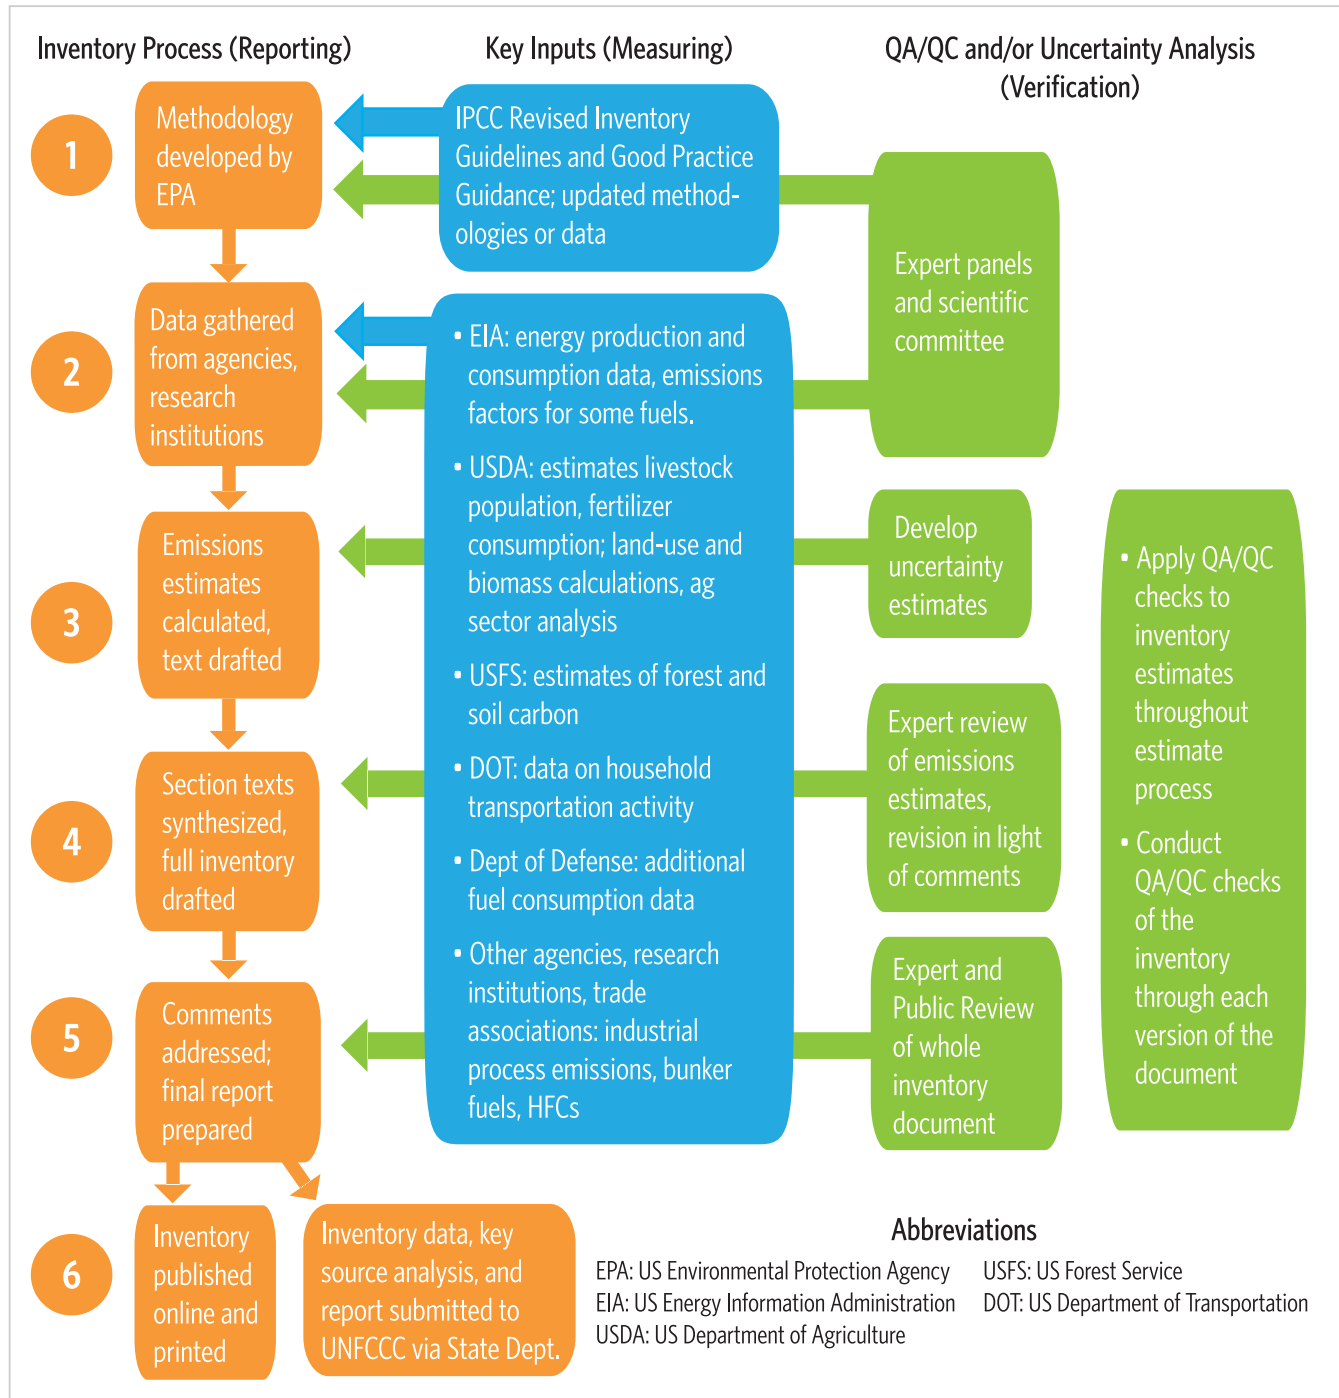 Inventory Process (Reporting)
Key Inputs (Measuring)
QA/QC and/or Uncertainty Analysis
(Verification)
1
Methodology
developed by
EPA
IPCC Revised Inventory
Guidelines and Good Practice
Guidance; updated method-
ologies or data
Expert panels
and scientific
committee
2
Data gathered
from agencies,
research
institutions
• EIA: energy production and
consumption data, emissions
factors for some fuels.
• USDA: estimates livestock
population, fertilizer
consumption; land-use and
biomass calculations, ag
sector analysis
• USFS: estimates of forest and
soil carbon
• DOT: data on household
transportation activity
• Dept of Defense: additional
fuel consumption data
• Other agencies, research
institutions, trade
associations: industrial
process emissions, bunker
fuels, HFCs
3
Emissions
estimates
calculated,
text drafted
Develop
uncertainty
estimates
• Apply QA/QC
checks to
inventory
estimates
throughout
estimate
process
• Conduct
QA/QC checks
of the
inventory
through each
version of the
document
4
Section texts
synthesized,
full inventory
drafted
Expert review
of emissions
estimates,
revision in light
of comments
5
Comments
addressed;
final report
prepared
Expert and
Public Review
of whole
inventory
document
6
Inventory
published
online and
printed
Inventory data, key
source analysis, and
report submitted to
UNFCCC via State Dept.
Abbreviations
EPA: US Environmental Protection Agency
EIA: US Energy Information Administration
USDA: US Department of Agriculture
USFS: US Forest Service
DOT: US Department of Transportation